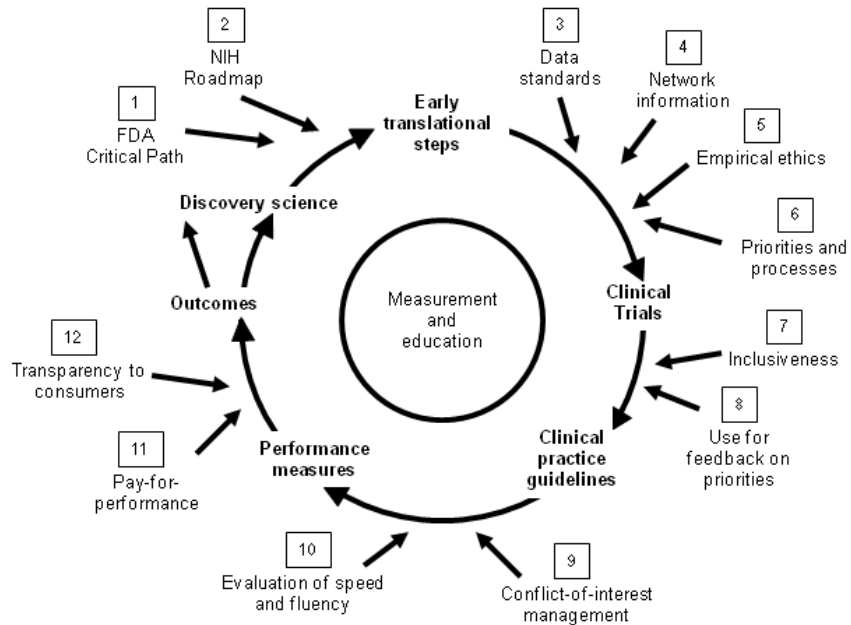 2
NIH
Roadmap
1
FDA
Critical Path
3
Data
standards
4
Network
information
5
Empirical ethics
6
Priorities and
processes
Early
translational
steps
Discovery science
Outcomes
Measurement
and
education
Clinical
Trials
7
Inclusiveness
8
Use for
feedback on
priorities
12
Transparency to
consumers
11
Pay-for-
performance
Performance
measures
Clinical
practice
guidelines
10
Evaluation of speed
and fluency
9
Conflict-of-interest
management